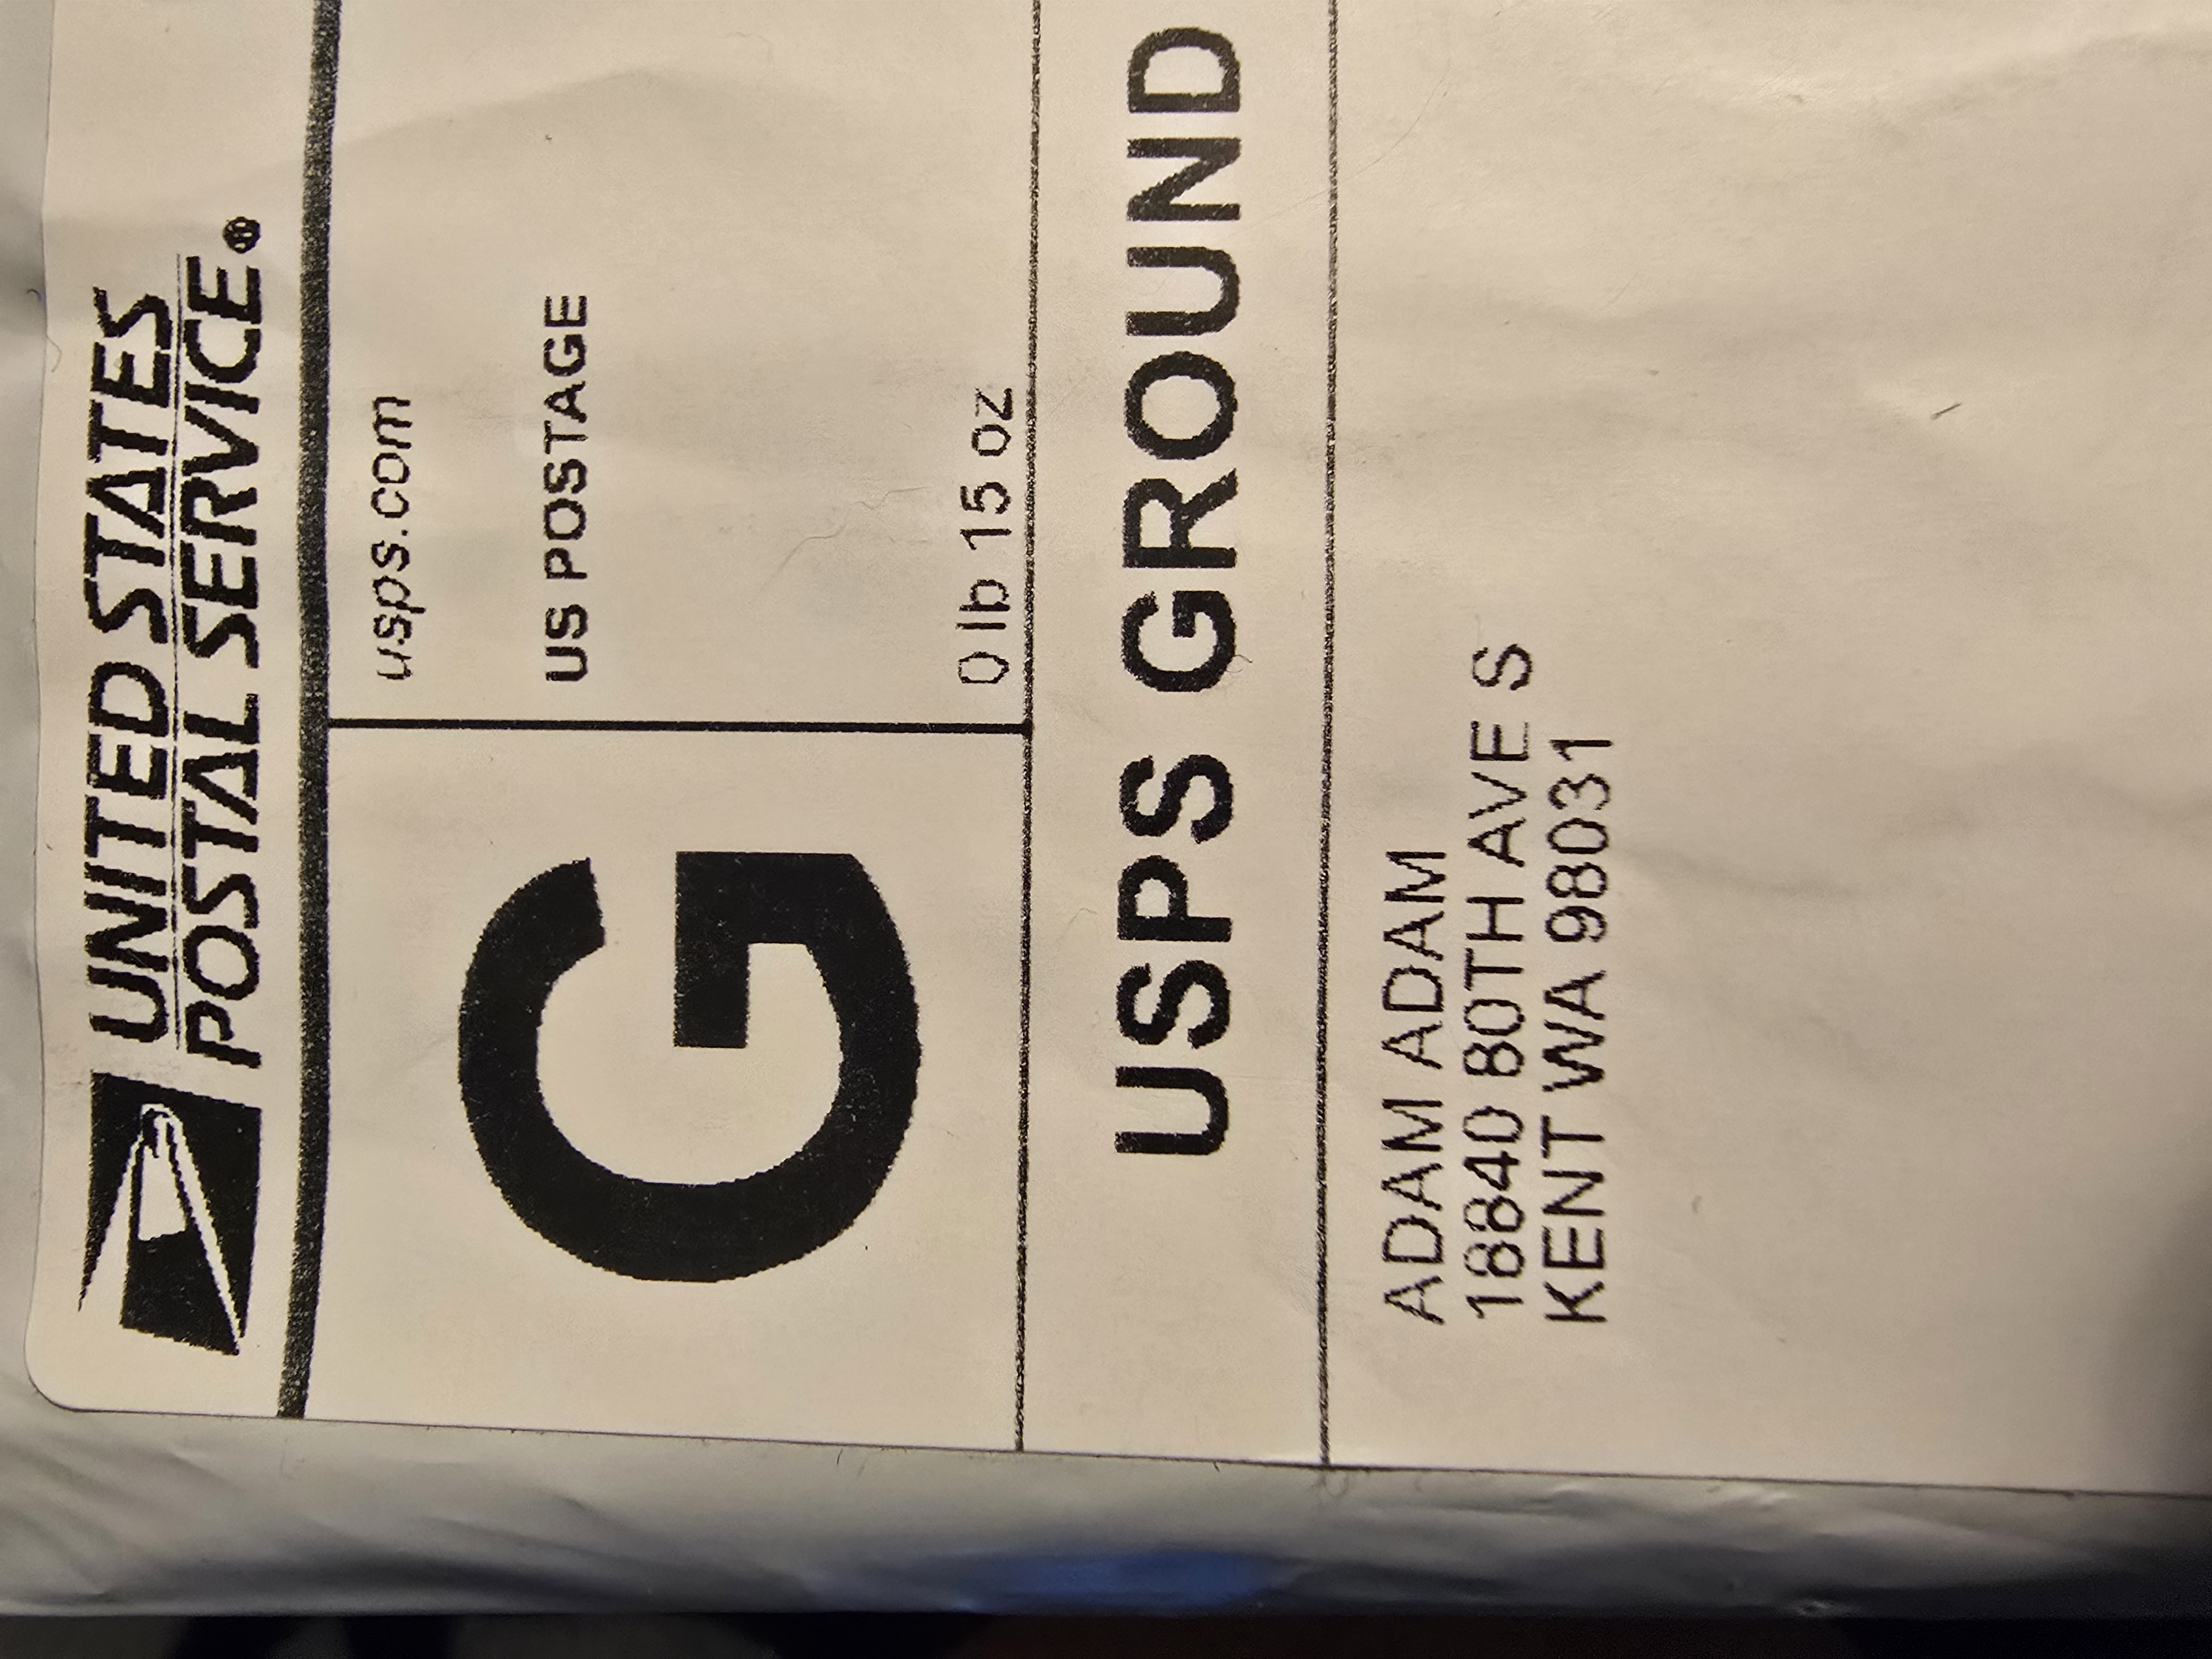 UNITED STATES
POSTAL SERVICE®
G
usps.com
US POSTAGE
0 lb 15 oz
USPS GROUND
ADAM ADAM
18840 80TH AVE S
KENT WA 98031